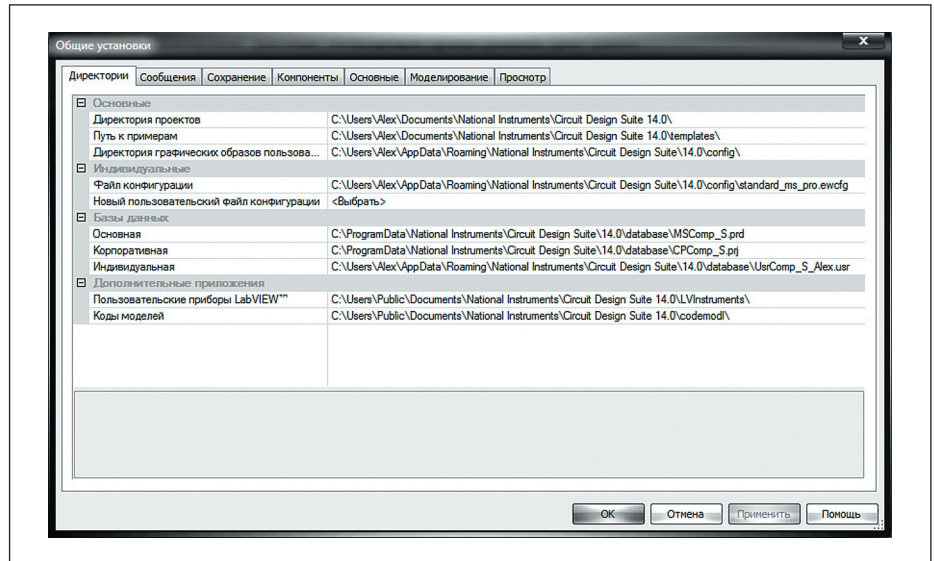 Общие установки
Директории Сообщения Сохранение Компоненты Основные Моделирование Просмотр
Основные
Директория проектов C:\Users\Alex\Documents\National Instruments\Circuit Design Suite 14.0\
Путь к примерам C:\Users\Alex\Documents\National Instruments\Circuit Design Suite 14.0\templates\
Директория графических образов пользова... C:\Users\Alex\AppData\Roaming\National Instruments\Circuit Design Suite\14.0\config\
Индивидуальные
Файл конфигурации C:\Users\Alex\AppData\Roaming\National Instruments\Circuit Design Suite\14.0\config\standard_ms_pro.ewcfg
Новый пользовательский файл конфигурации <Выбрать>
Базы данных
Основная C:\ProgramData\National Instruments\Circuit Design Suite\14.0\database\MSComp_S.prd
Корпоративная C:\ProgramData\National Instruments\Circuit Design Suite\14.0\database\CPComp_S.prj
Индивидуальная C:\Users\Alex\AppData\Roaming\National Instruments\Circuit Design Suite\14.0\database\UsrComp_S_Alex.usr
Дополнительные приложения
Пользовательские приборы LabVIEW™ C:\Users\Public\Documents\National Instruments\Circuit Design Suite 14.0\LVInstruments\
Коды моделей C:\Users\Public\Documents\National Instruments\Circuit Design Suite 14.0\codemodl\
OK Отмена Применить Помощь